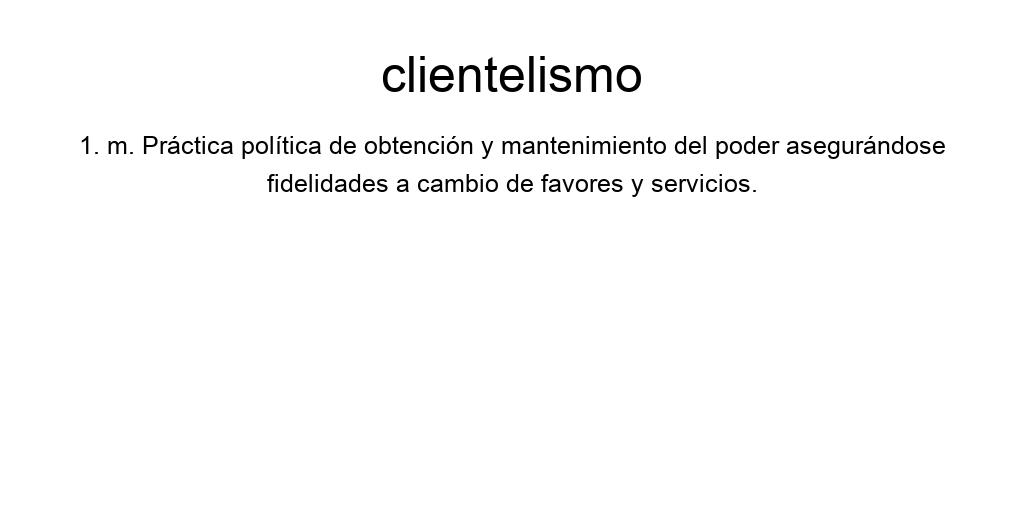 clientelismo
1. m. Práctica política de obtención y mantenimiento del poder asegurándose
fidelidades a cambio de favores y servicios.